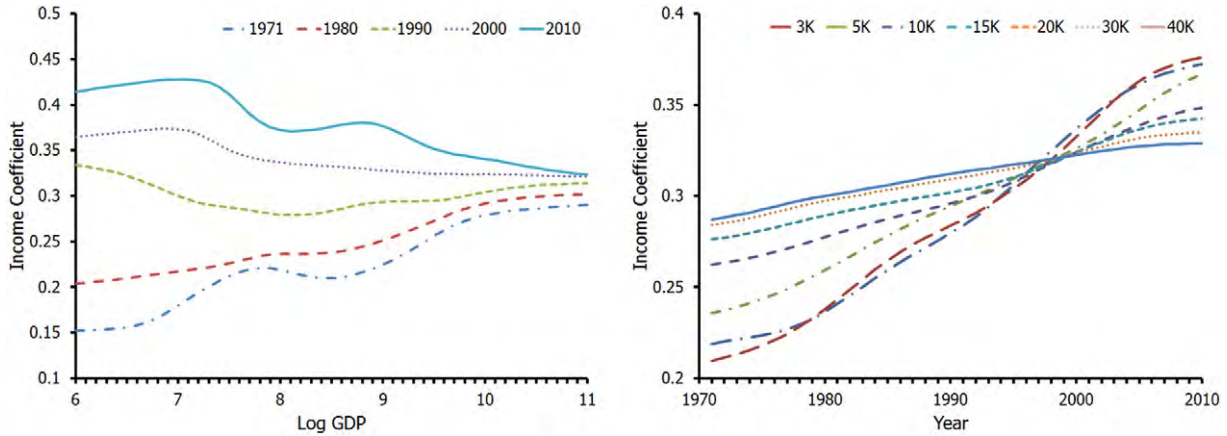 0.5
0.45
0.4
0.35
0.3
0.25
0.2
0.15
0.1
Income Coefficient
1971 1980 1990 2000 2010
6 7 8 9 10 11
Log GDP
0.4
0.35
0.3
0.25
0.2
Income Coefficient
3K 5K 10K 15K 20K 30K 40K
1970 1980 1990 2000 2010
Year